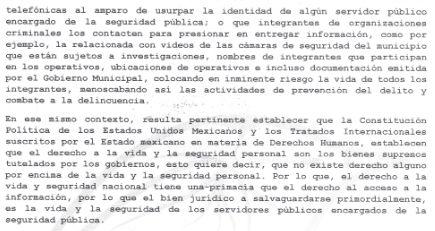 telefónicas al amparo de usurpar la identidad de algún servidor público
encargado de la seguridad pública; o que integrantes de organizaciones
criminales los contacten para presionar en entregar información, como por
ejemplo, la relacionada con videos de las cámaras de seguridad del municipio
que están sujetos a investigaciones, nombres de integrantes que participan
en los operativos, ubicaciones de operativos e incluso documentación emitida
por el Gobierno Municipal, colocando en inminente riesgo la vida de todos los
integrantes, menoscabando así las actividades de prevención del delito y
combate a la delincuencia.
En ese mismo contexto, resulta pertinente establecer que la Constitución
Política de los Estados Unidos Mexicanos y los Tratados Internacionales
suscritos por el Estado mexicano en materia de Derechos Humanos, establecen
que el derecho a la vida y la seguridad personal son los bienes supremos
tutelados por los gobiernos, esto quiere decir, que no existe derecho alguno
por encima de la vida y la seguridad personal. Por lo que, el derecho a la
vida y seguridad nacional tiene una-primacia que el derecho al acceso a la
información, por lo que el bien jurídico a salvaguardarse primordialmente,
es la vida y la seguridad de los servidores públicos encargados de la
seguridad pública.